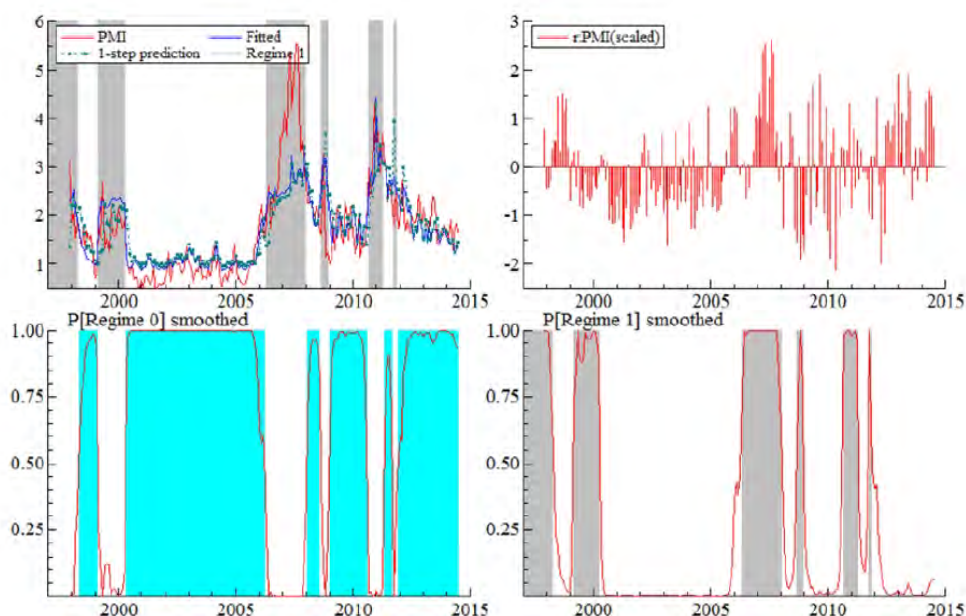 6
5
4
3
2
1
PMI Fitted
1-step prediction Regime 1
2000 2005 2010 2015
3
2
1
0
-1
-2
r:PMI(scaled)
2000 2005 2010 2015
P[Regime 0] smoothed
1.00
0.75
0.50
0.25
2000 2005 2010 2015
P[Regime 1] smoothed
1.00
0.75
0.50
0.25
2000 2005 2010 2015